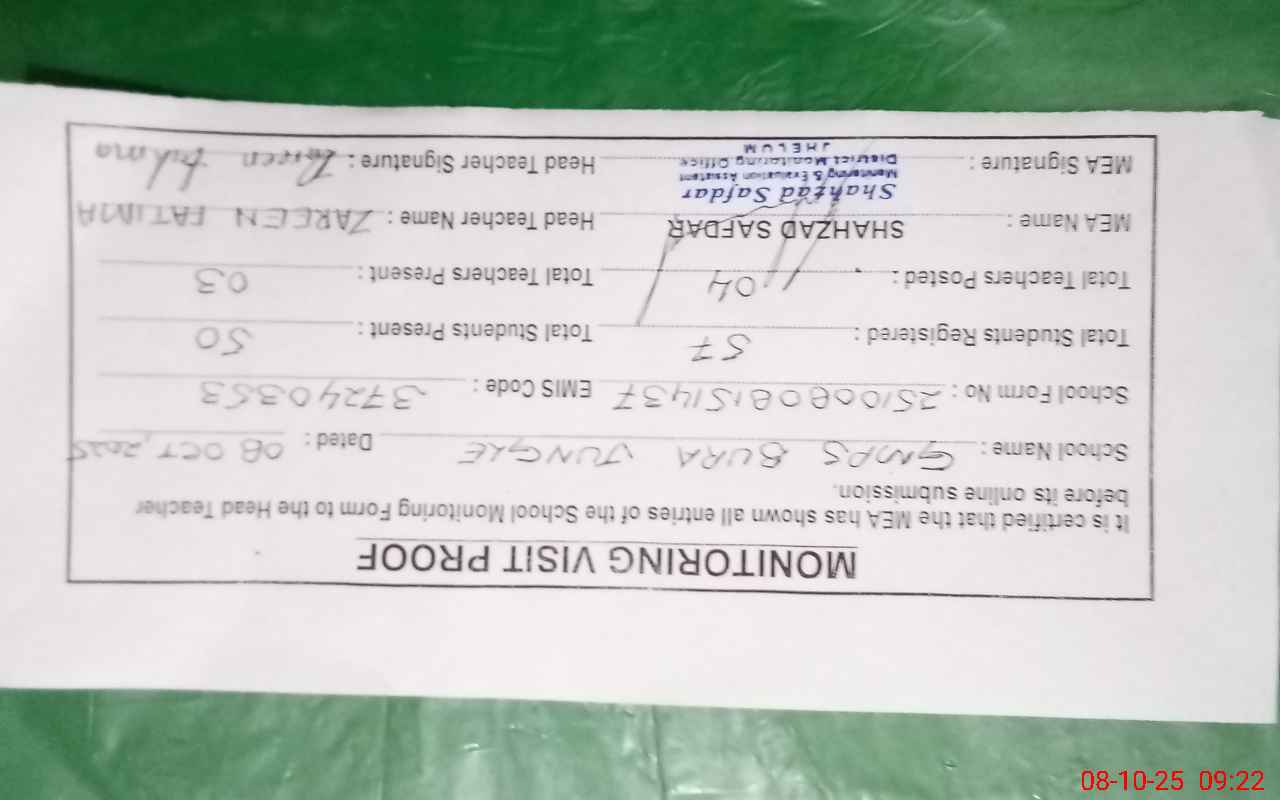 MONITORING VISIT PROOF
It is certified that the MEA has shown all entries of the School Monitoring Form to the Head Teacher
before its online submission.
School Name : GMPS BURA JUNGLE Dated : 08 OCT, 2025
School Form No : 25100808151437 EMIS Code : 37240353
Total Students Registered : 57 Total Students Present : 50
Total Teachers Posted : 04 Total Teachers Present : 03
MEA Name : SHAHZAD SAFDAR Head Teacher Name : ZAREEN FATIMA
MEA Signature : Head Teacher Signature : Zareen Fatima
Shahzad Safdar
Monitoring & Evaluation Assistant
District Monitoring Office
JHELUM
08-10-25 09:22